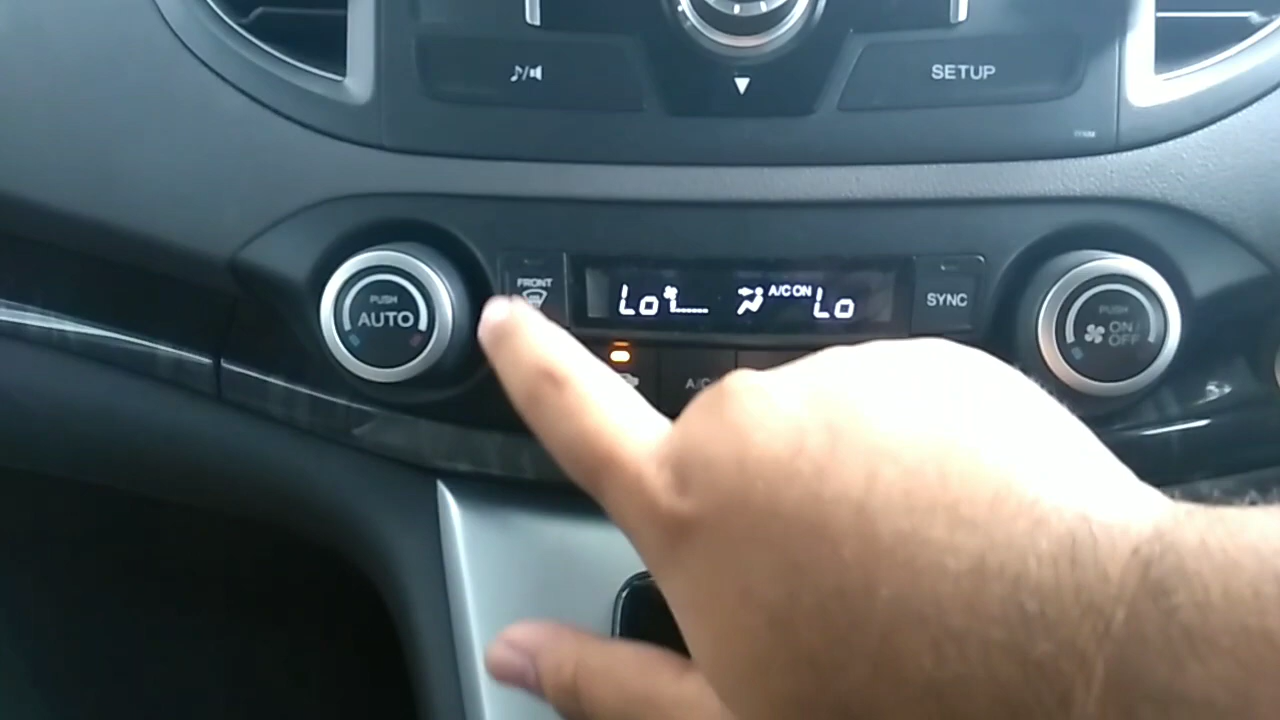 SETUP
PUSH
AUTO
FRONT
Lo
A/C ON
Lo
SYNC
PUSH
ON/
OFF
A/C